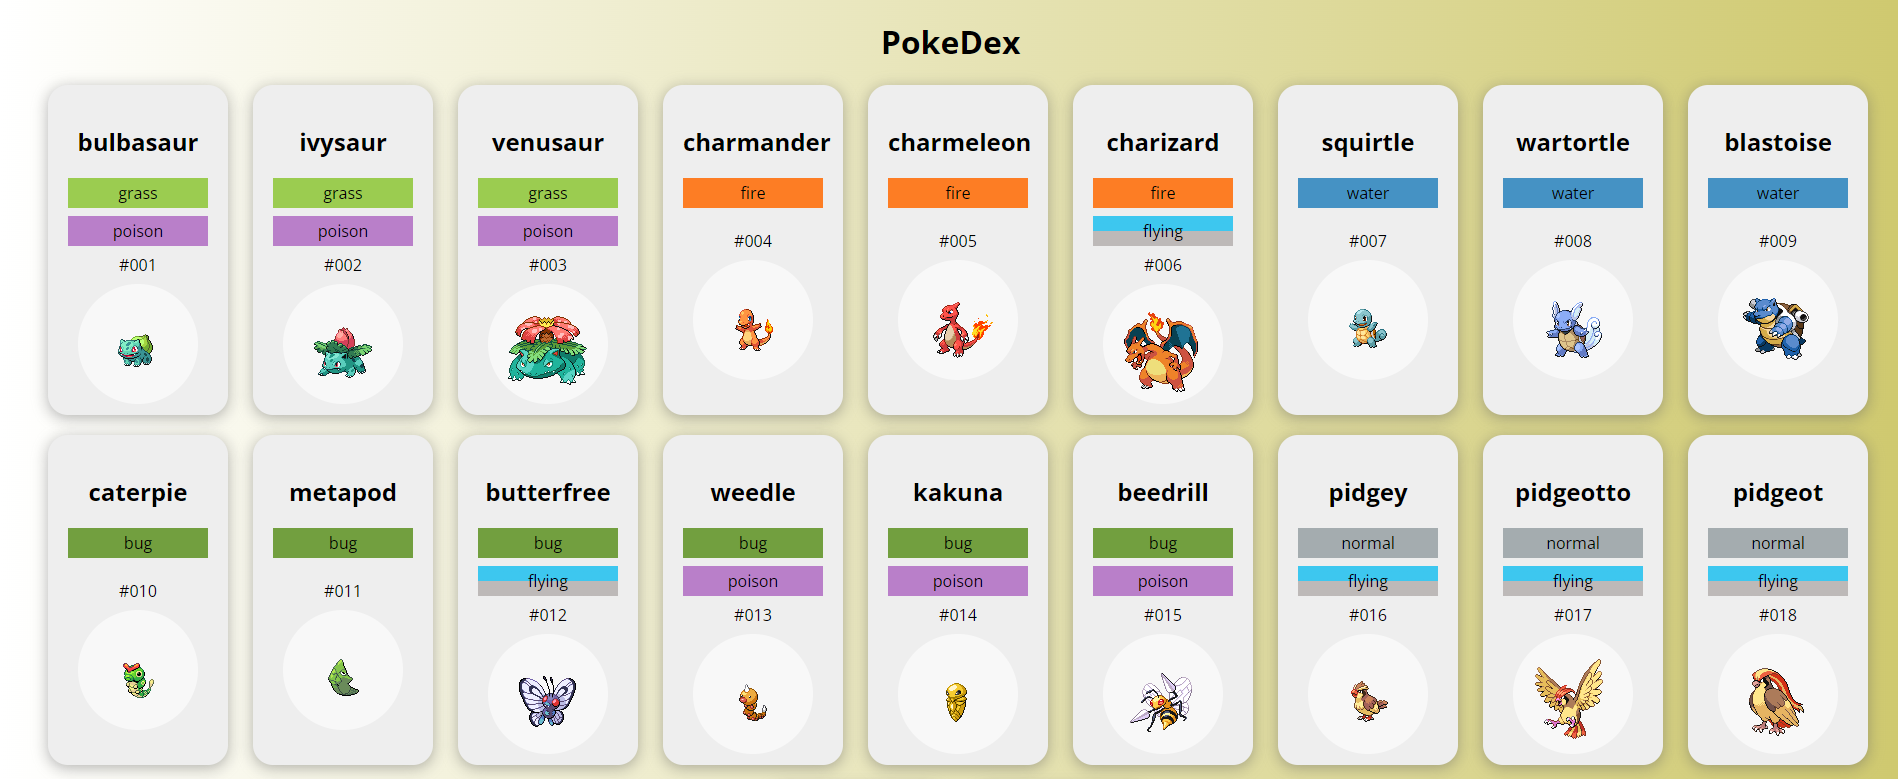 PokeDex
bulbasaur
grass
poison
#001
ivysaur
grass
poison
#002
venusaur
grass
poison
#003
charmander
fire
#004
charmeleon
fire
#005
charizard
fire
flying
#006
squirtle
water
#007
wartortle
water
#008
blastoise
water
#009
caterpie
bug
#010
metapod
bug
#011
butterfree
bug
flying
#012
weedle
bug
poison
#013
kakuna
bug
poison
#014
beedrill
bug
poison
#015
pidgey
normal
flying
#016
pidgeotto
normal
flying
#017
pidgeot
normal
flying
#018